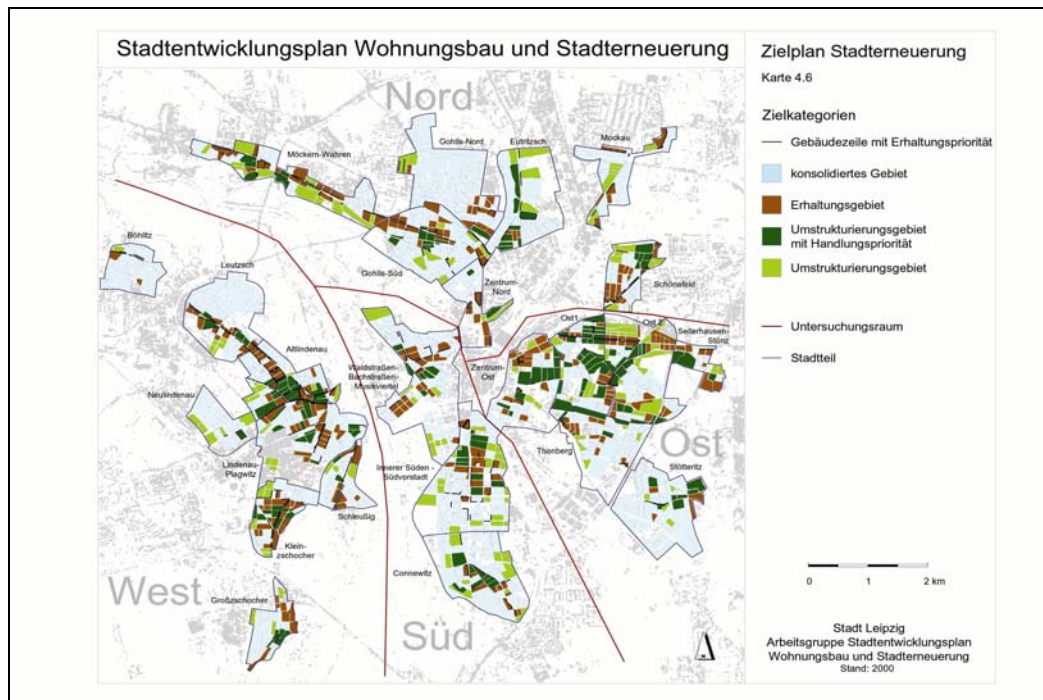 Stadtentwicklungsplan Wohnungsbau und Stadterneuerung
Nord
Gohlis-Nord
Eutritzsch
Mockau
Möckern-Wahren
Böhlitz
Leutzsch
Gohlis-Süd
Zentrum-
Nord
Schönefeld
Ost1
Ost 2
Sellerhausen-
Stünz
Altlindenau
Waldstraßen-
Bachstraßen-
Musikviertel
Zentrum-
Ost
Neulindenau
Ost
Thonberg
Stötteritz
Lindenau-
Plagwitz
Innerer Süden -
Südvorstadt
Schleußig
Klein-
zschocher
Connewitz
West
Großzschocher
Süd
Zielplan Stadterneuerung
Karte 4.6
Zielkategorien
Gebäudezeile mit Erhaltungspriorität
konsolidiertes Gebiet
Erhaltungsgebiet
Umstrukturierungsgebiet
mit Handlungspriorität
Umstrukturierungsgebiet
Untersuchungsraum
Stadtteil
0 1 2 km
Stadt Leipzig
Arbeitsgruppe Stadtentwicklungsplan
Wohnungsbau und Stadterneuerung
Stand: 2000